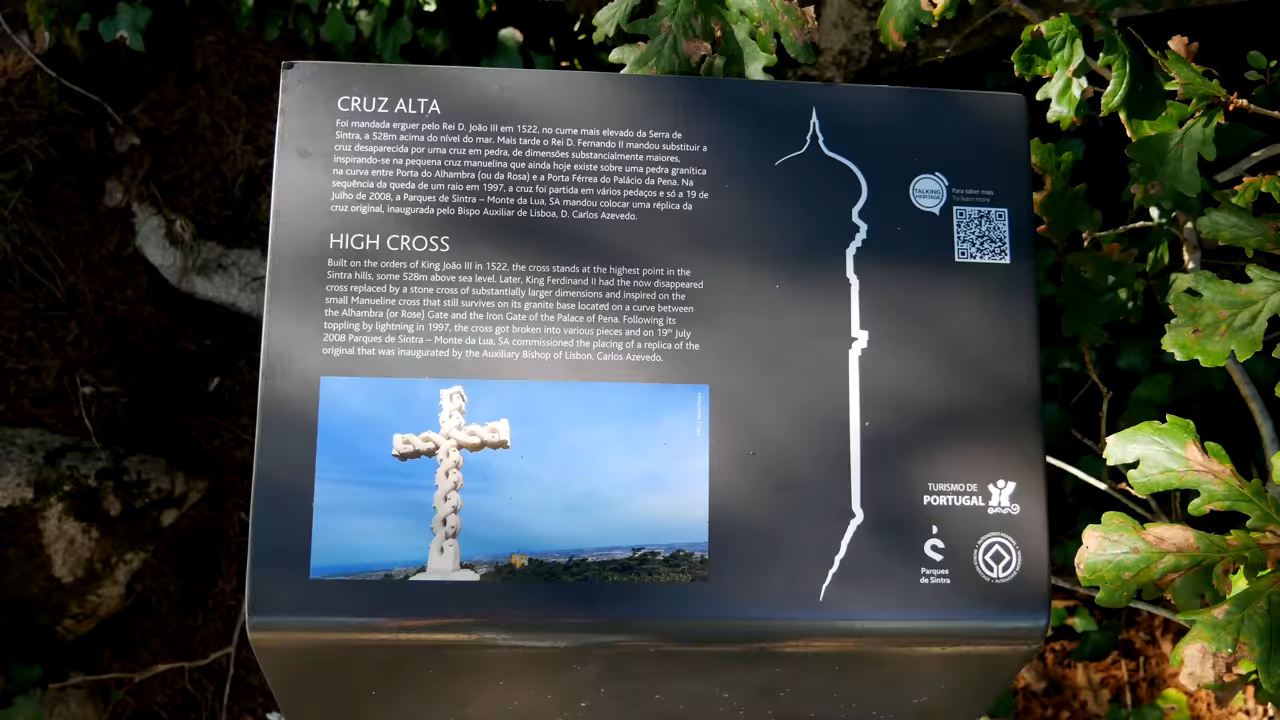 CRUZ ALTA
Foi mandada erguer pelo Rei D. João III em 1522, no cume mais elevado da Serra de
Sintra, a 528m acima do nível do mar. Mais tarde o Rei D. Fernando II mandou substituir a
cruz desaparecida por uma cruz em pedra, de dimensões substancialmente maiores,
inspirando-se na pequena cruz manuelina que ainda hoje existe sobre uma pedra granítica
na curva entre Porta do Alhambra (ou da Rosa) e a Porta Férrea do Palácio da Pena. Na
sequência da queda de um raio em 1997, a cruz foi partida em vários pedaços e só a 19 de
Julho de 2008, a Parques de Sintra – Monte da Lua, SA mandou colocar uma réplica da
cruz original, inaugurada pelo Bispo Auxiliar de Lisboa, D. Carlos Azevedo.
HIGH CROSS
Built on the orders of King João III in 1522, the cross stands at the highest point in the
Sintra hills, some 528m above sea level. Later, King Ferdinand II had the now disappeared
cross replaced by a stone cross of substantially larger dimensions and inspired on the
small Manueline cross that still survives on its granite base located on a curve between
the Alhambra (or Rose) Gate and the Iron Gate of the Palace of Pena. Following its
toppling by lightning in 1997, the cross got broken into various pieces and on 19th July
2008 Parques de Sintra – Monte da Lua, SA commissioned the placing of a replica of the
original that was inaugurated by the Auxiliary Bishop of Lisbon, Carlos Azevedo.
TALKING
HERITAGE
Para saber mais
To learn more
TURISMO DE
PORTUGAL
Parques
de Sintra